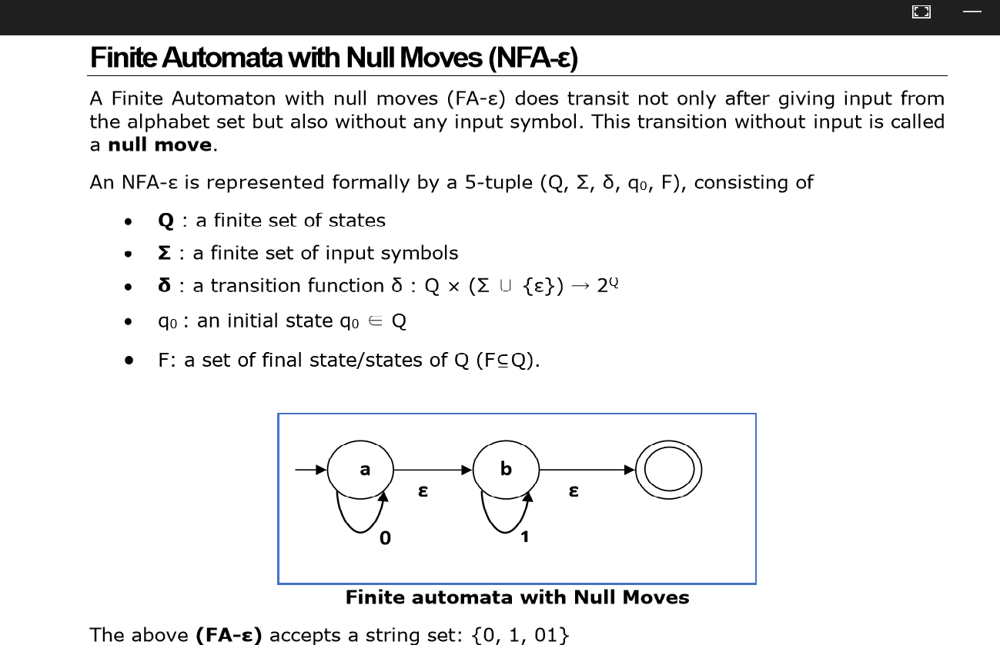 Finite Automata with Null Moves (NFA-ε)
A Finite Automaton with null moves (FA-ε) does transit not only after giving input from
the alphabet set but also without any input symbol. This transition without input is called
a null move.
An NFA-ε is represented formally by a 5-tuple (Q, Σ, δ, q₀, F), consisting of
• Q : a finite set of states
• Σ : a finite set of input symbols
• δ : a transition function δ : Q × (Σ ∪ {ε}) → 2^Q
• q₀ : an initial state q₀ ∈ Q
• F: a set of final state/states of Q (F⊆Q).
a b
ε ε
0 1
Finite automata with Null Moves
The above (FA-ε) accepts a string set: {0, 1, 01}